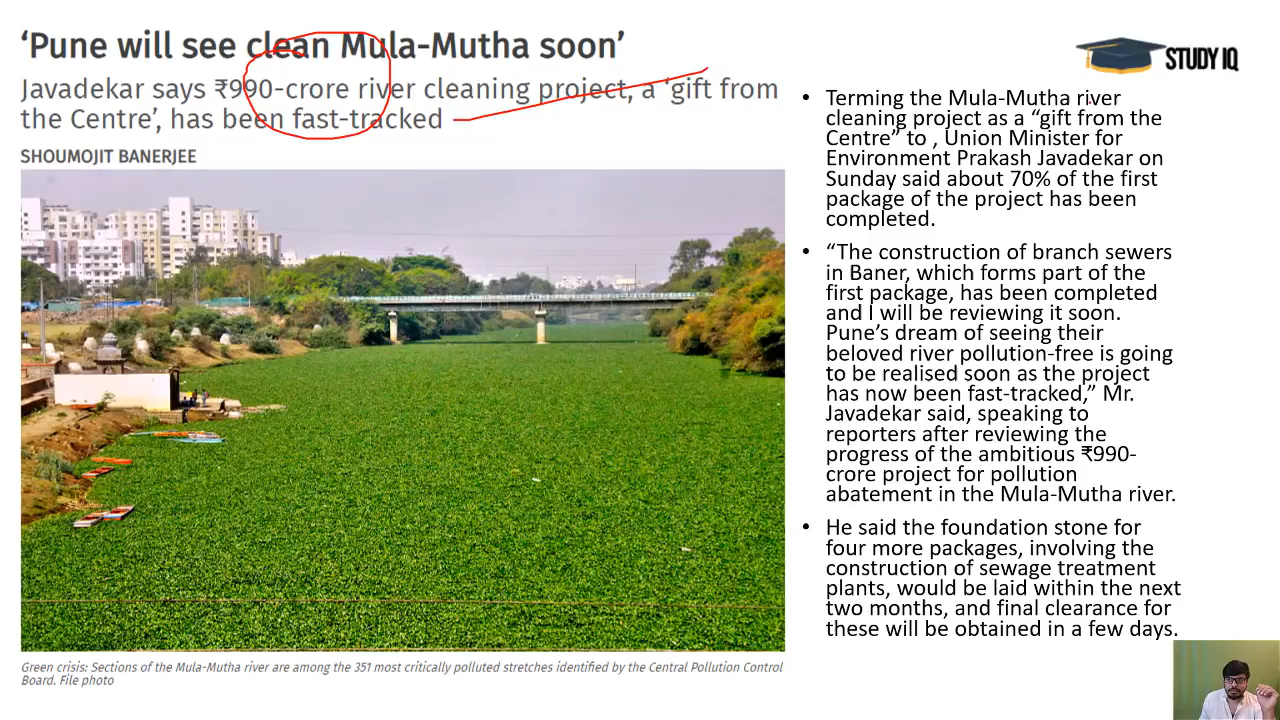 ‘Pune will see clean Mula-Mutha soon’
Javadekar says ₹990-crore river cleaning project, a ‘gift from
the Centre’, has been fast-tracked
SHOUMOJIT BANERJEE
Green crisis: Sections of the Mula-Mutha river are among the 351 most critically polluted stretches identified by the Central Pollution Control
Board. File photo
STUDY IQ
• Terming the Mula-Mutha river
cleaning project as a “gift from the
Centre” to , Union Minister for
Environment Prakash Javadekar on
Sunday said about 70% of the first
package of the project has been
completed.
• “The construction of branch sewers
in Baner, which forms part of the
first package, has been completed
and I will be reviewing it soon.
Pune’s dream of seeing their
beloved river pollution-free is going
to be realised soon as the project
has now been fast-tracked,” Mr.
Javadekar said, speaking to
reporters after reviewing the
progress of the ambitious ₹990-
crore project for pollution
abatement in the Mula-Mutha river.
• He said the foundation stone for
four more packages, involving the
construction of sewage treatment
plants, would be laid within the next
two months, and final clearance for
these will be obtained in a few days.